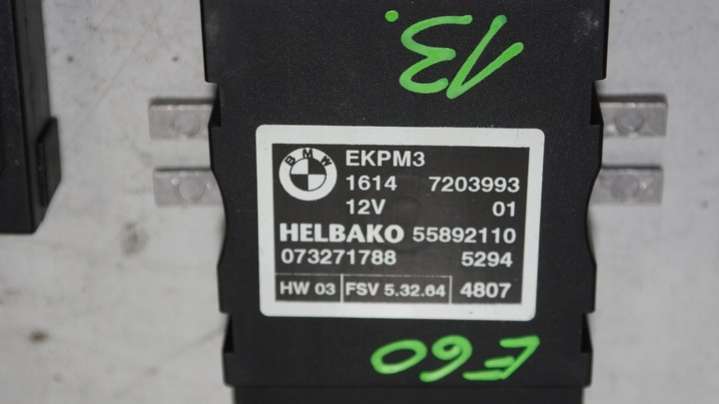 13.
BMW
EKPM3
1614 7203993
12V 01
HELBAKO 55892110
073271788 5294
HW 03 FSV 5.32.64 4807
E60